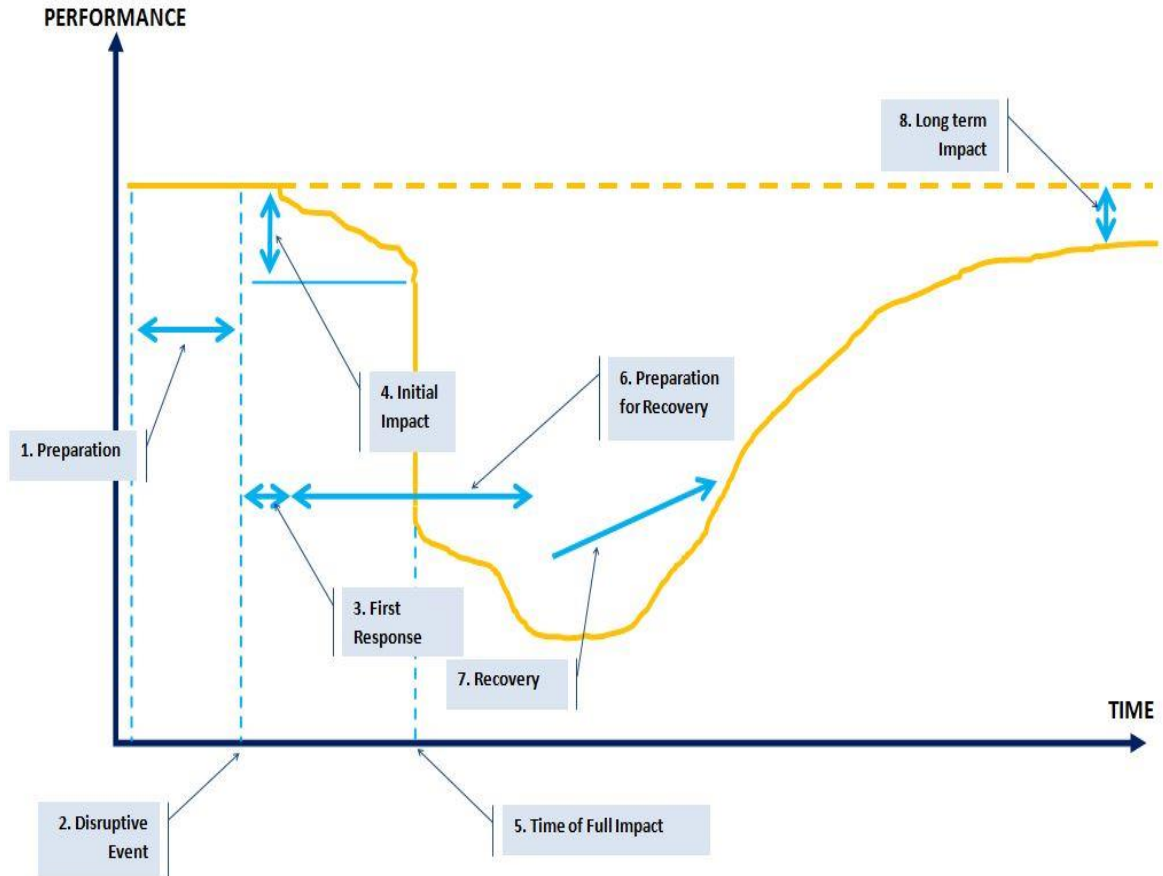 PERFORMANCE
8. Long term
Impact
4. Initial
Impact
6. Preparation
for Recovery
1. Preparation
3. First
Response
7. Recovery
TIME
2. Disruptive
Event
5. Time of Full Impact